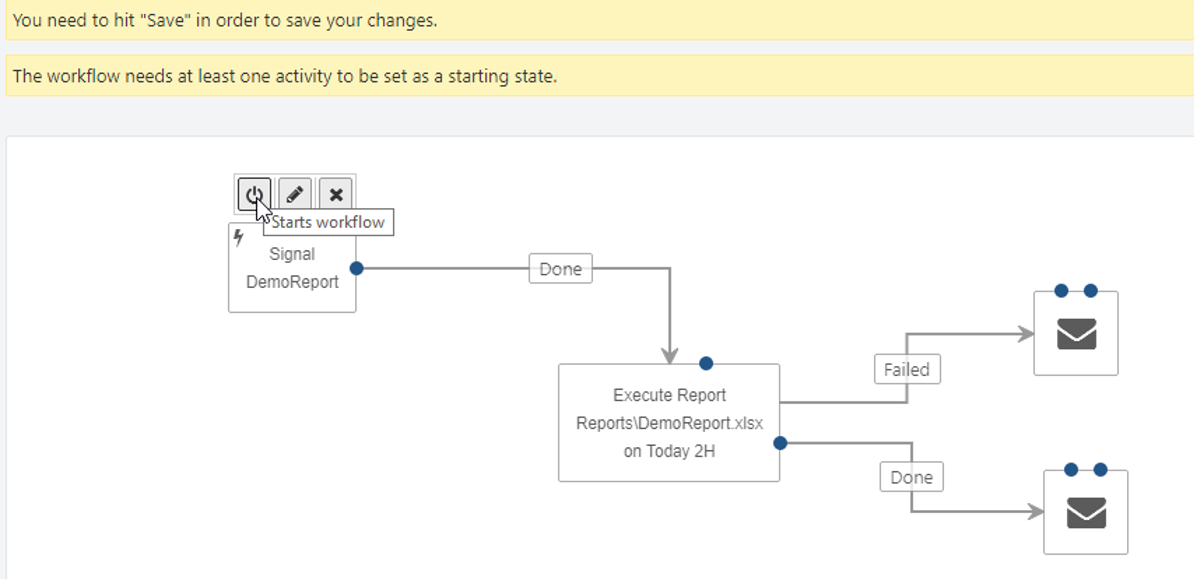 You need to hit "Save" in order to save your changes.
The workflow needs at least one activity to be set as a starting state.
Starts workflow
Signal
DemoReport
Done
Failed
Execute Report
Reports\DemoReport.xlsx
on Today 2H
Done